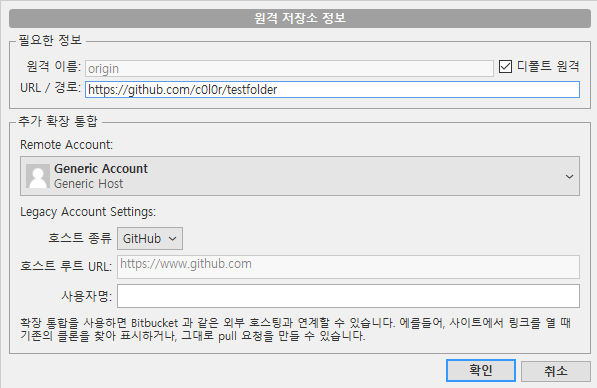 원격 저장소 정보
필요한 정보
원격 이름: origin 디폴트 원격
URL / 경로: https://github.com/c0l0r/testfolder
추가 확장 통합
Remote Account:
Generic Account
Generic Host
Legacy Account Settings:
호스트 종류 GitHub
호스트 루트 URL: https://www.github.com
사용자명:
확장 통합을 사용하면 Bitbucket 과 같은 외부 호스팅과 연계할 수 있습니다. 예를들어, 사이트에서 링크를 열 때
기존의 클론을 찾아 표시하거나, 그대로 pull 요청을 만들 수 있습니다.
확인 취소